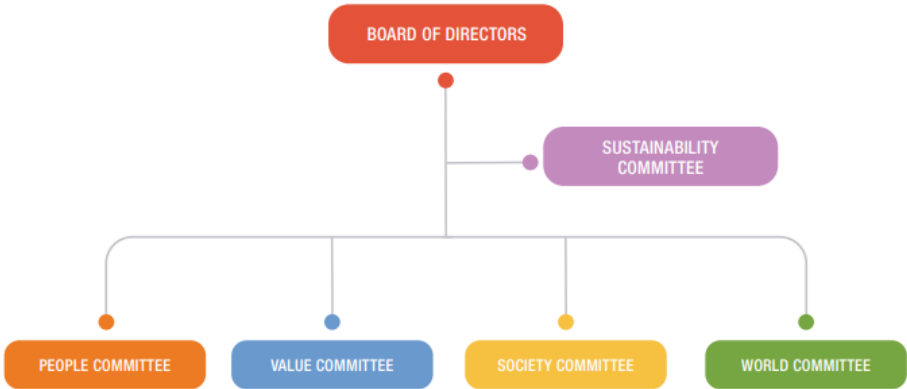 BOARD OF DIRECTORS
SUSTAINABILITY
COMMITTEE
PEOPLE COMMITTEE
VALUE COMMITTEE
SOCIETY COMMITTEE
WORLD COMMITTEE